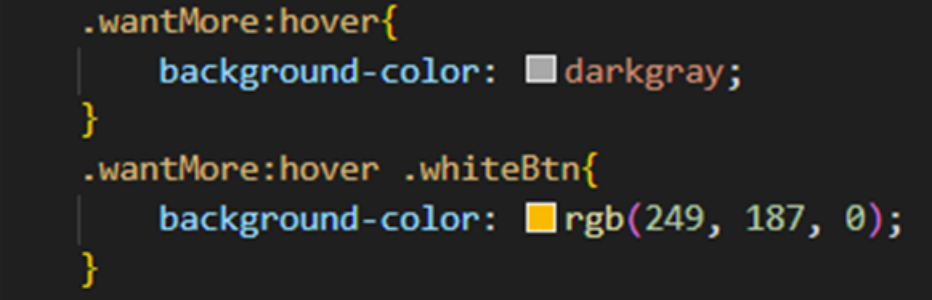 .wantMore:hover{
background-color: darkgray;
}
.wantMore:hover .whiteBtn{
background-color: rgb(249, 187, 0);
}